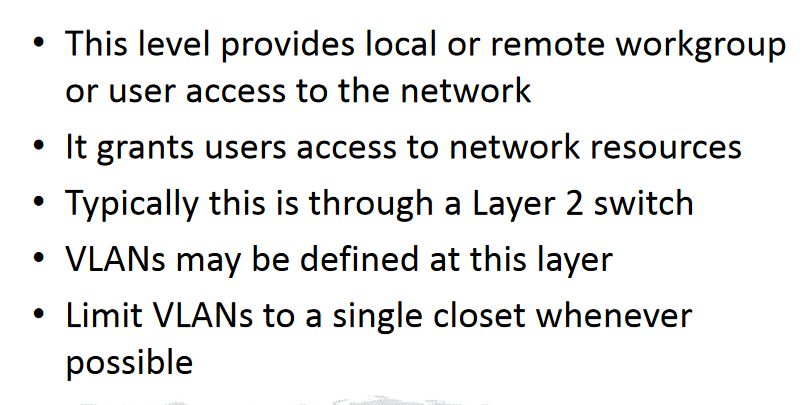 • This level provides local or remote workgroup
or user access to the network
• It grants users access to network resources
• Typically this is through a Layer 2 switch
• VLANs may be defined at this layer
• Limit VLANs to a single closet whenever
possible